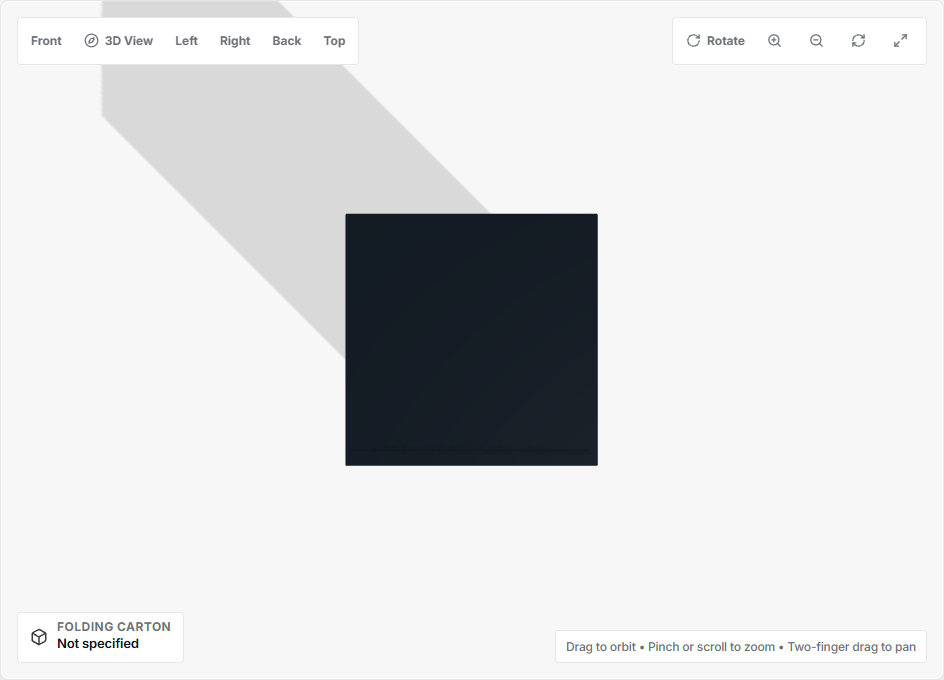 Front 3D View Left Right Back Top
Rotate
FOLDING CARTON
Not specified
Drag to orbit • Pinch or scroll to zoom • Two-finger drag to pan